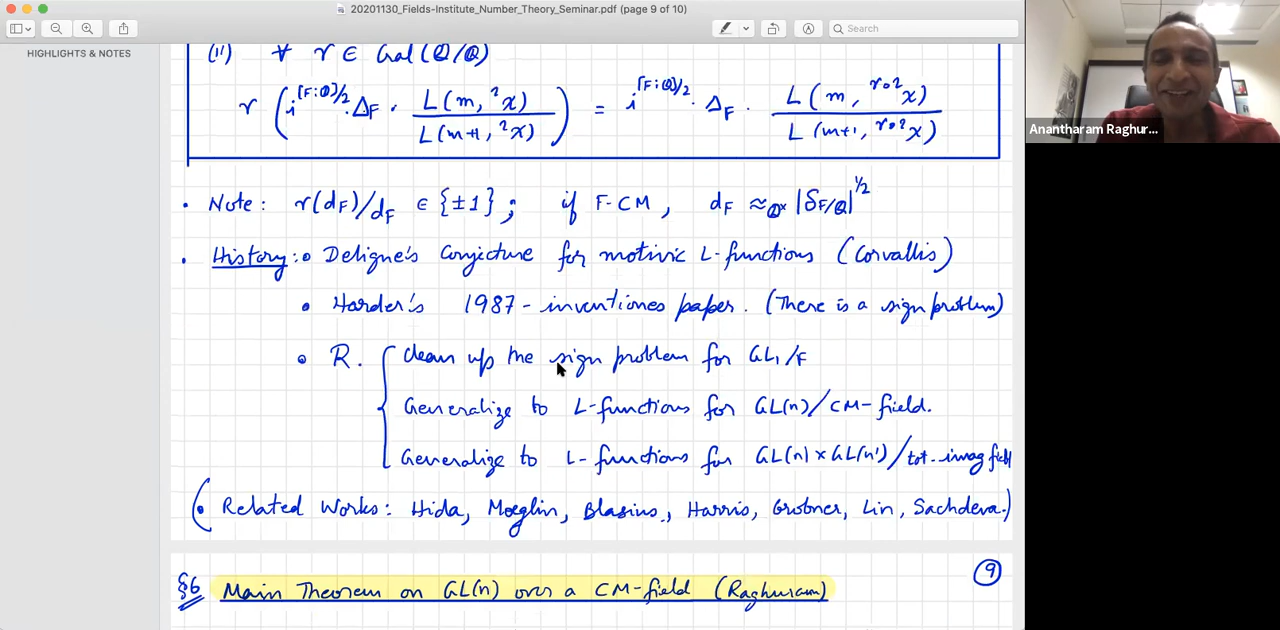 20201130_Fields-Institute_Number_Theory_Seminar.pdf (page 9 of 10)
Search
HIGHLIGHTS & NOTES
(11) ∀ γ ∈ Gal(Q̄/Q)
γ ( i^{[F:Q]/2} · Δ_F · L(m, ²χ) / L(m+1, ²χ) ) = i^{[F:Q]/2} · Δ_F · L(m, ^{γ∘2}χ) / L(m+1, ^{γ∘2}χ)
• Note: γ(d_F)/d_F ∈ {±1}; if F-CM, d_F ≈_{Q^×} |δ_{F/Q}|^{1/2}
• History: • Deligne's Conjecture for motivic L-functions (Corvallis)
• Harder's 1987 - inventiones paper. (There is a sign problem)
• R. { Clean up the sign problem for GL₁/F
Generalize to L-functions for GL(n)/CM-field.
Generalize to L-functions for GL(n) × GL(n')/tot. imag field
(• Related Works: Hida, Moeglin, Blasius, Harris, Grobner, Lin, Sachdeva.)
9
§6 Main Theorem on GL(n) over a CM-field (Raghuram)
Anantharam Raghur...